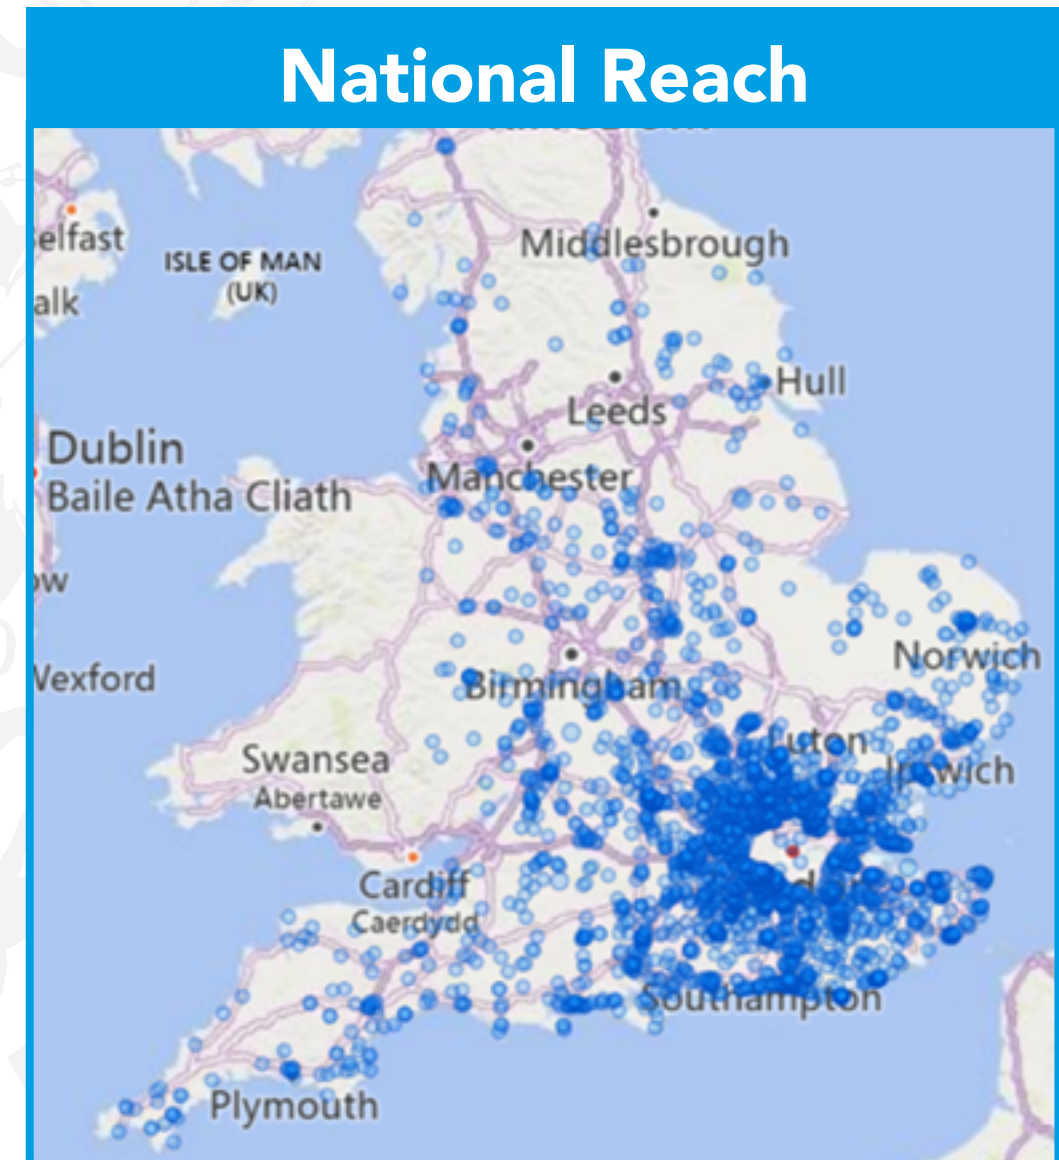 National Reach
elfast
ISLE OF MAN
(UK)
Middlesbrough
alk
Hull
Leeds
Dublin
Manchester
Baile Atha Cliath
ow
Norwich
Wexford
Birmingham
Luton
Swansea
Ipswich
Abertawe
Cardiff
Caerdydd
Southampton
Plymouth